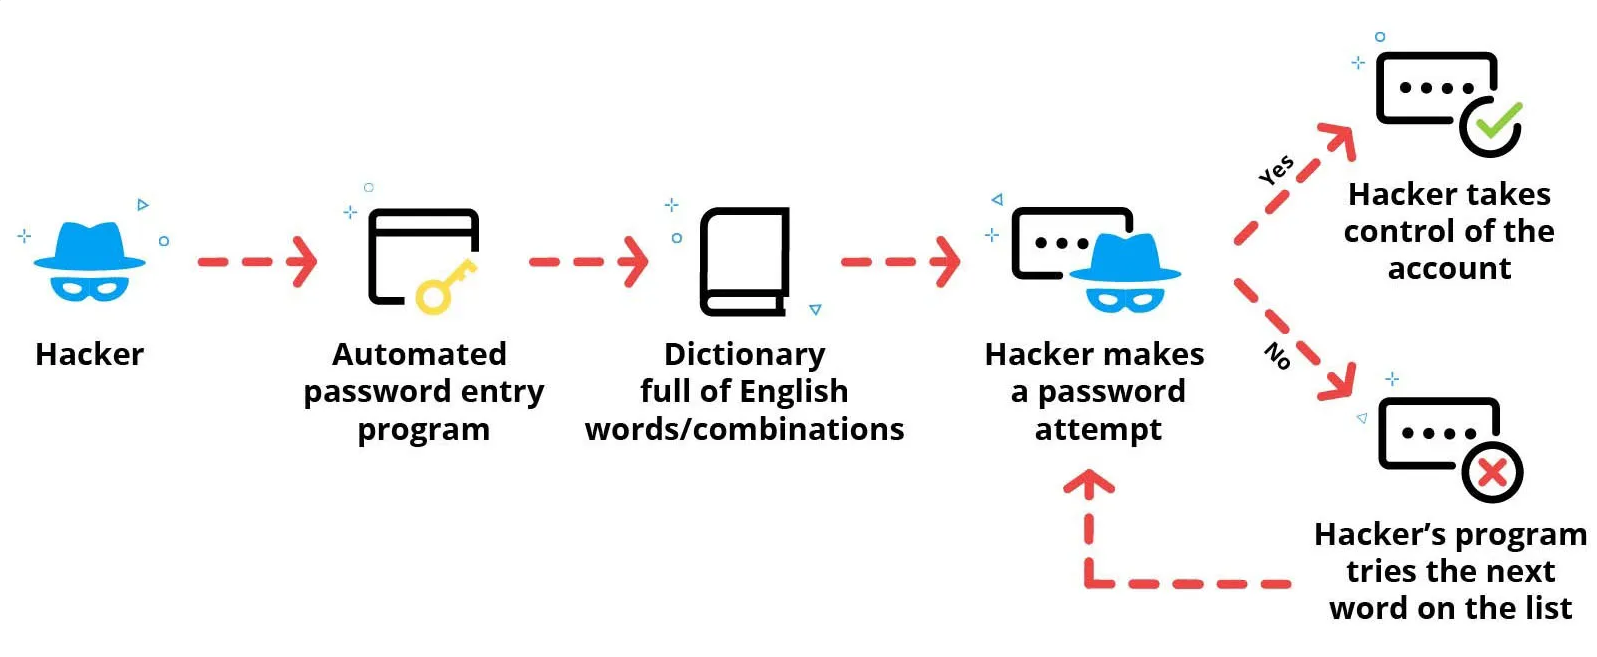 Hacker
Automated
password entry
program
Dictionary
full of English
words/combinations
Hacker makes
a password
attempt
Yes
Hacker takes
control of the
account
No
Hacker’s program
tries the next
word on the list